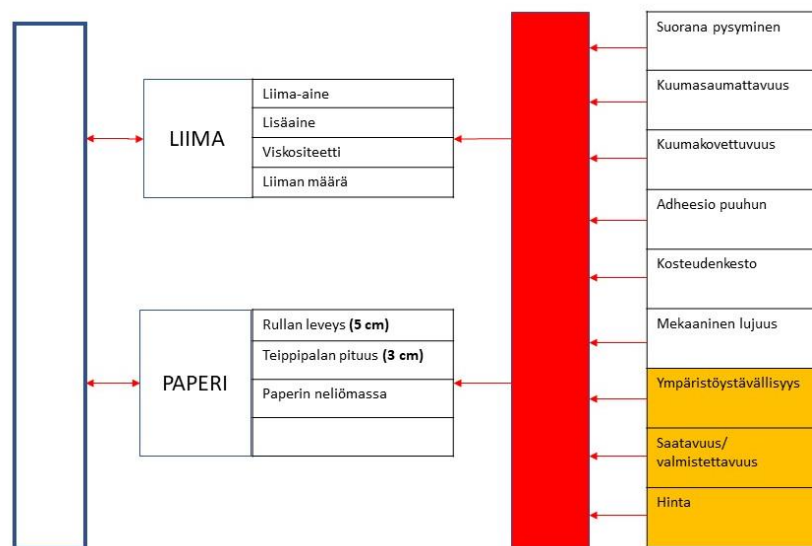 LIIMA
Liima-aine
Lisäaine
Viskositeetti
Liiman määrä
PAPERI
Rullan leveys (5 cm)
Teippipalan pituus (3 cm)
Paperin neliömassa
Suorana pysyminen
Kuumasaumattavuus
Kuumakovettuvuus
Adheesio puuhun
Kosteudenkesto
Mekaaninen lujuus
Ympäristöystävällisyys
Saatavuus/
valmistettavuus
Hinta